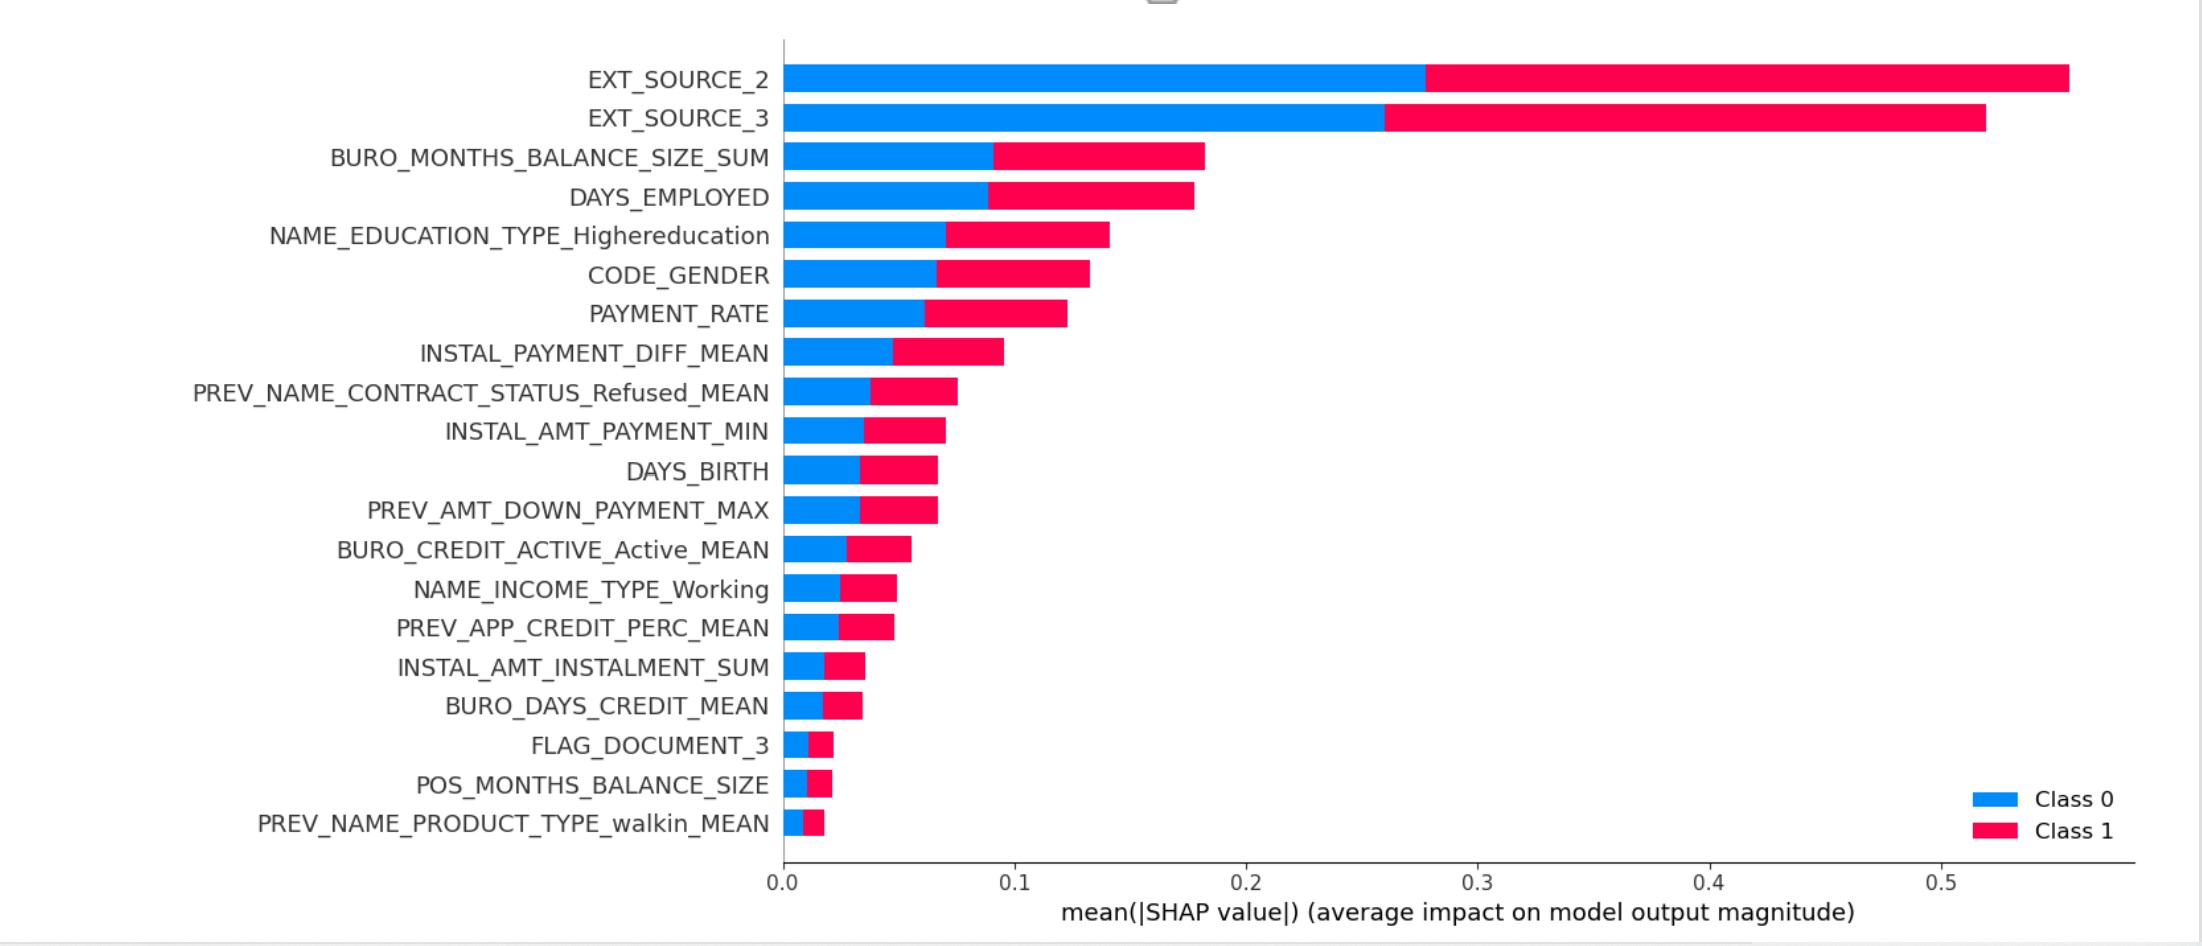 EXT_SOURCE_2
EXT_SOURCE_3
BURO_MONTHS_BALANCE_SIZE_SUM
DAYS_EMPLOYED
NAME_EDUCATION_TYPE_Highereducation
CODE_GENDER
PAYMENT_RATE
INSTAL_PAYMENT_DIFF_MEAN
PREV_NAME_CONTRACT_STATUS_Refused_MEAN
INSTAL_AMT_PAYMENT_MIN
DAYS_BIRTH
PREV_AMT_DOWN_PAYMENT_MAX
BURO_CREDIT_ACTIVE_Active_MEAN
NAME_INCOME_TYPE_Working
PREV_APP_CREDIT_PERC_MEAN
INSTAL_AMT_INSTALMENT_SUM
BURO_DAYS_CREDIT_MEAN
FLAG_DOCUMENT_3
POS_MONTHS_BALANCE_SIZE
PREV_NAME_PRODUCT_TYPE_walkin_MEAN
Class 0
Class 1
0.0 0.1 0.2 0.3 0.4 0.5
mean(|SHAP value|) (average impact on model output magnitude)